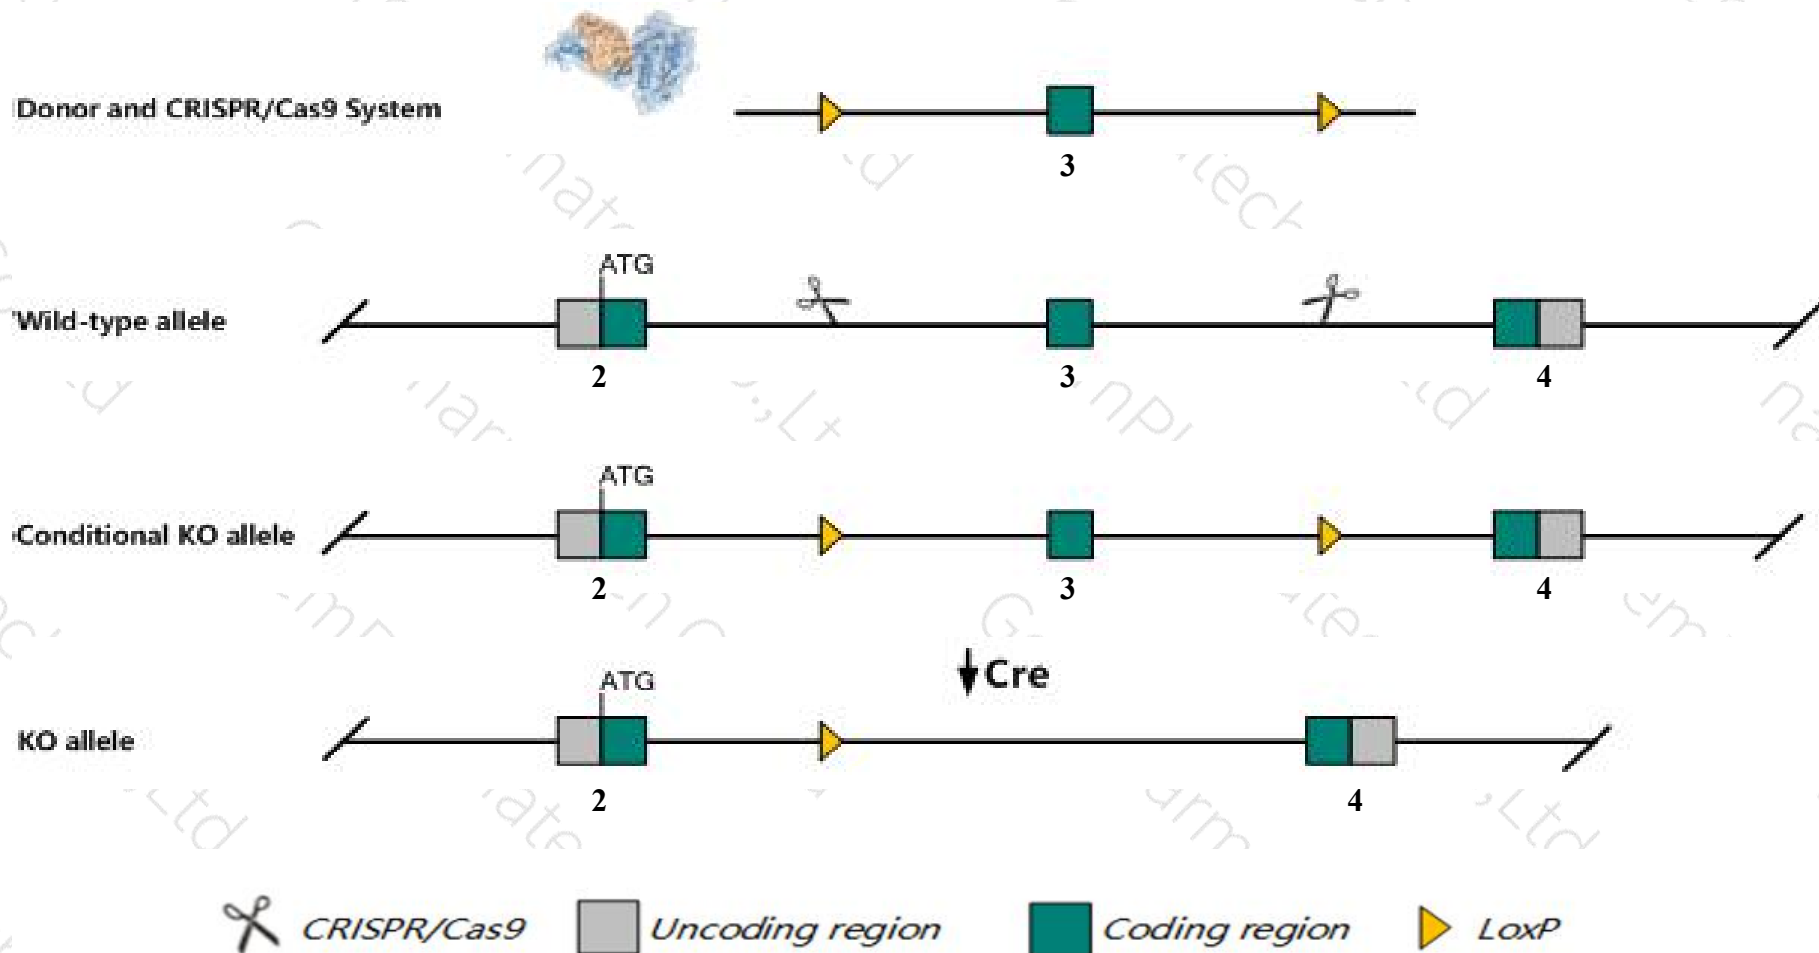 Donor and CRISPR/Cas9 System
3
ATG
Wild-type allele
2 3 4
ATG
Conditional KO allele
2 3 4
Cre
ATG
KO allele
2 4
CRISPR/Cas9 Uncoding region Coding region LoxP